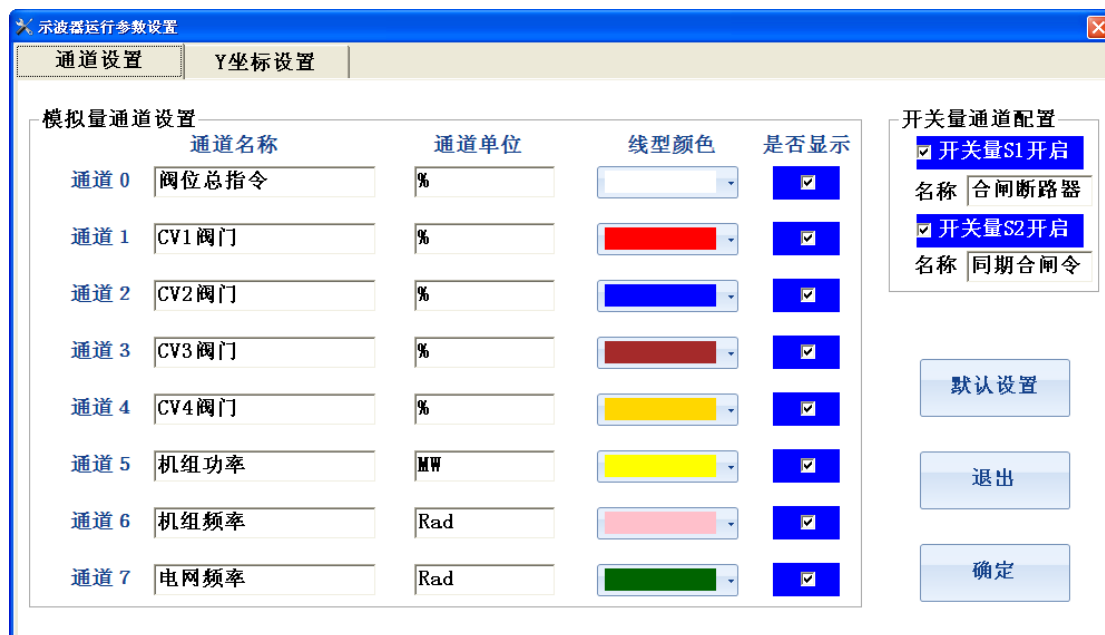 示波器运行参数设置
通道设置 Y坐标设置
模拟量通道设置
通道名称 通道单位 线型颜色 是否显示
通道 0 阀位总指令 %
通道 1 CV1阀门 %
通道 2 CV2阀门 %
通道 3 CV3阀门 %
通道 4 CV4阀门 %
通道 5 机组功率 MW
通道 6 机组频率 Rad
通道 7 电网频率 Rad
开关量通道配置
开关量S1开启
名称 合闸断路器
开关量S2开启
名称 同期合闸令
默认设置
退出
确定